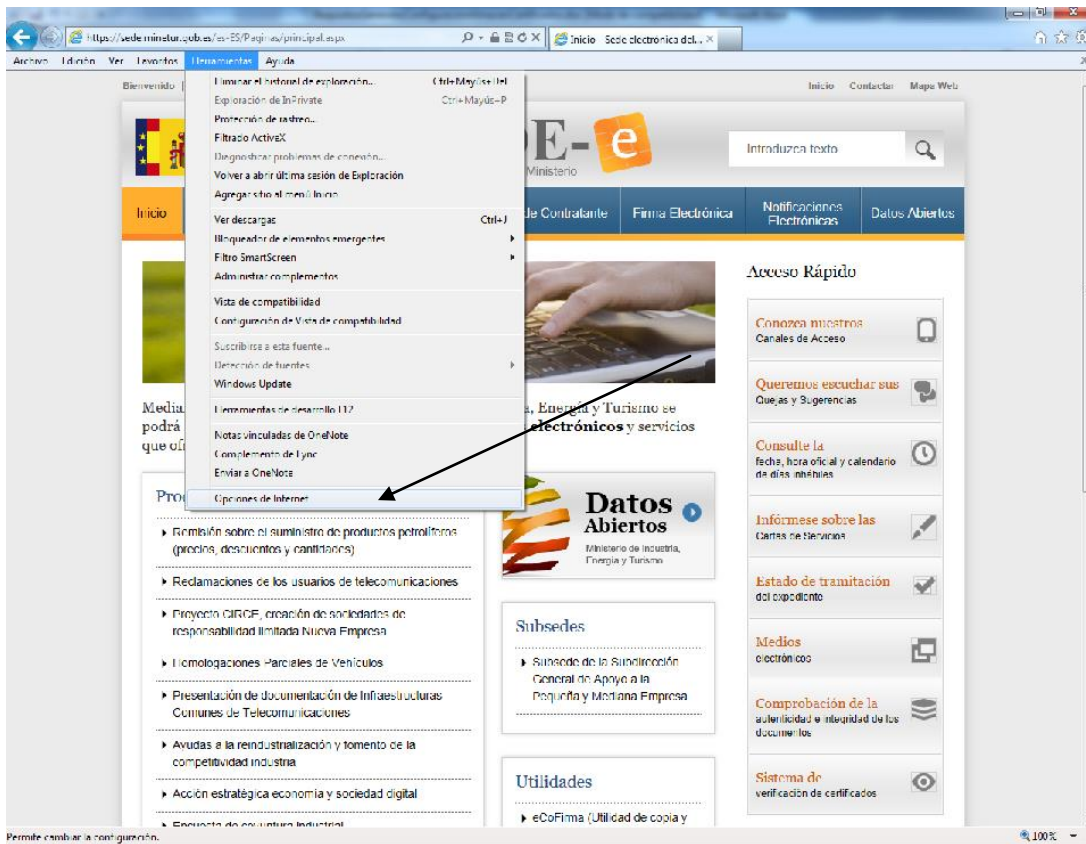 https://sede.minetur.gob.es/es-ES/Paginas/principal.aspx
Inicio - Sede electrónica del...
Archivo Edición Ver Favoritos Herramientas Ayuda
Bienvenido
Inicio Contactar Mapa Web
Eliminar el historial de exploración... Ctrl+Mayús+Del
Exploración de InPrivate Ctrl+Mayús+P
Protección de rastreo...
Filtrado ActiveX
Diagnosticar problemas de conexión...
Volver a abrir última sesión de Exploración
Agregar sitio al menú Inicio
Ver descargas Ctrl+J
Bloqueador de elementos emergentes
Filtro SmartScreen
Administrar complementos
Vista de compatibilidad
Configuración de Vista de compatibilidad
Suscribirse a esta fuente...
Detección de fuentes
Windows Update
Herramientas de desarrollo F12
Notas vinculadas de OneNote
Complemento de Lync
Enviar a OneNote
Opciones de Internet
DE-e
Ministerio
Introduzca texto
Inicio
de Contratante
Firma Electrónica
Notificaciones
Electrónicas
Datos Abiertos
Media
a, Energía y Turismo se
podrá
electrónicos y servicios
que of
Pro
Remisión sobre el suministro de productos petrolíferos
(precios, descuentos y cantidades)
Reclamaciones de los usuarios de telecomunicaciones
Proyecto CIRCE, creación de sociedades de
responsabilidad limitada Nueva Empresa
Homologaciones Parciales de Vehículos
Presentación de documentación de Infraestructuras
Comunes de Telecomunicaciones
Ayudas a la reindustrialización y fomento de la
competitividad industria
Acción estratégica economía y sociedad digital
Encuesta de coyuntura industrial
Datos
Abiertos
Ministerio de Industria,
Energía y Turismo
Subsedes
Subsede de la Subdirección
General de Apoyo a la
Pequeña y Mediana Empresa
Utilidades
eCoFirma (Utilidad de copia y
Acceso Rápido
Conozca nuestros
Canales de Acceso
Queremos escuchar sus
Quejas y Sugerencias
Consulte la
fecha, hora oficial y calendario
de días inhábiles
Infórmese sobre las
Cartas de Servicios
Estado de tramitación
del expediente
Medios
electrónicos
Comprobación de la
autenticidad e integridad de los
documentos
Sistema de
verificación de certificados
Permite cambiar la configuración.
100%